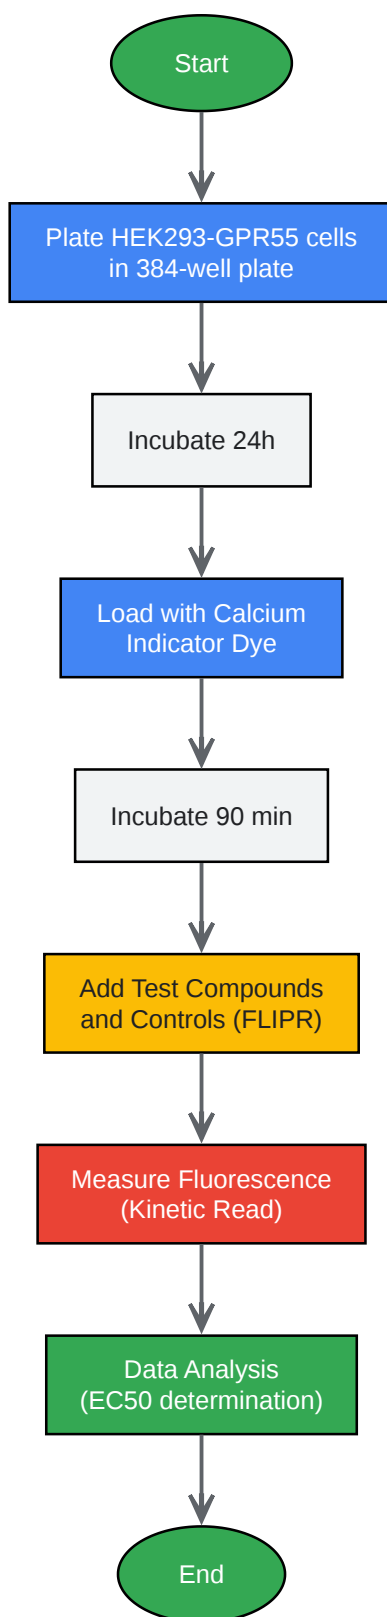 Start
Plate HEK293-GPR55 cells
in 384-well plate
Incubate 24h
Load with Calcium
Indicator Dye
Incubate 90 min
Add Test Compounds
and Controls (FLIPR)
Measure Fluorescence
(Kinetic Read)
Data Analysis
(EC50 determination)
End